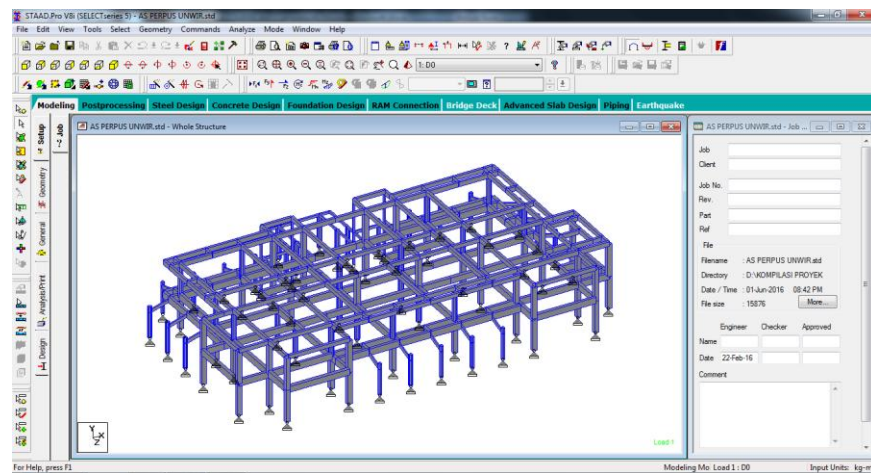 STAAD.Pro V8i (SELECTseries 5) - AS PERPUS UNWIR.std
File Edit View Tools Select Geometry Commands Analyze Mode Window Help
1: D0
Modeling Postprocessing Steel Design Concrete Design Foundation Design RAM Connection Bridge Deck Advanced Slab Design Piping Earthquake
Setup
Geometry
General
Analysis/Print
Design
Job
AS PERPUS UNWIR.std - Whole Structure
Y
X
Z
Load 1
AS PERPUS UNWIR.std - Job ...
Job
Client
Job No.
Rev.
Part
Ref
File
Filename : AS PERPUS UNWIR.std
Directory : D:\KOMPILASI PROYEK
Date / Time : 01-Jun-2016 08:42 PM
File size : 15876 More...
Engineer Checker Approved
Name
Date 22-Feb-16
Comment
For Help, press F1
Modeling Mo Load 1 : D0 Input Units: kg-m